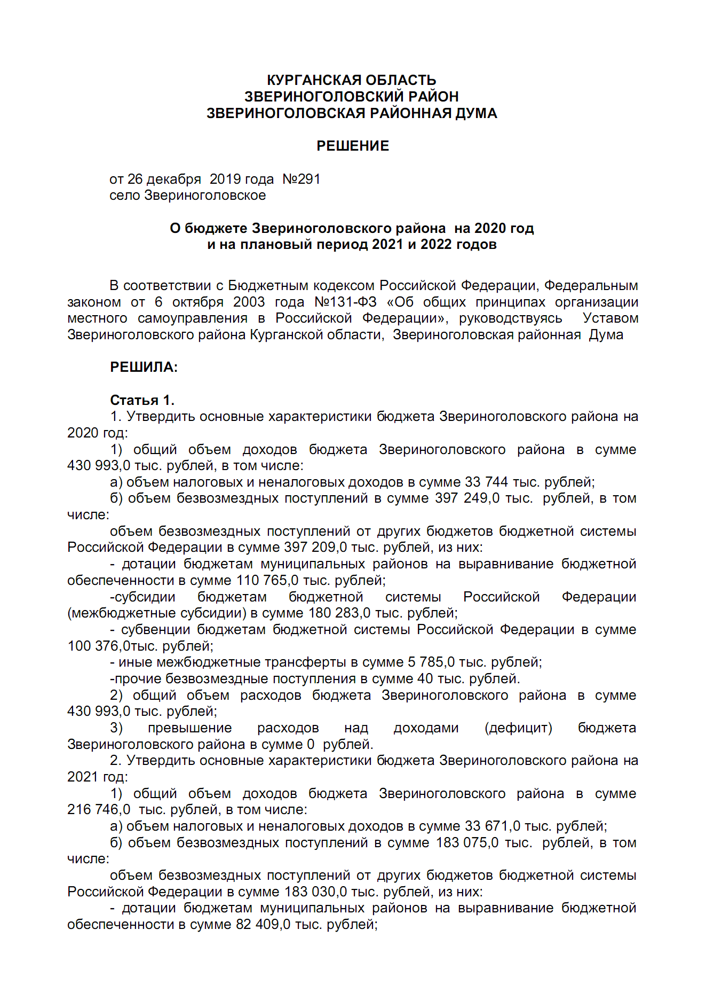 КУРГАНСКАЯ ОБЛАСТЬ
ЗВЕРИНОГОЛОВСКИЙ РАЙОН
ЗВЕРИНОГОЛОВСКАЯ РАЙОННАЯ ДУМА
РЕШЕНИЕ
от 26 декабря  2019 года  №291
село Звериноголовское
О бюджете Звериноголовского района  на 2020 год
и на плановый период 2021 и 2022 годов
В соответствии с Бюджетным кодексом Российской Федерации, Федеральным
законом от 6 октября 2003 года №131-ФЗ «Об общих принципах организации
местного самоуправления в Российской Федерации», руководствуясь  Уставом
Звериноголовского района Курганской области,  Звериноголовская районная  Дума
РЕШИЛА:
Статья 1.
1. Утвердить основные характеристики бюджета Звериноголовского района на
2020 год:
1) общий объем доходов бюджета Звериноголовского района в сумме
430 993,0 тыс. рублей, в том числе:
а) объем налоговых и неналоговых доходов в сумме 33 744 тыс. рублей;
б) объем безвозмездных поступлений в сумме 397 249,0 тыс.  рублей, в том
числе:
объем безвозмездных поступлений от других бюджетов бюджетной системы
Российской Федерации в сумме 397 209,0 тыс. рублей, из них:
- дотации бюджетам муниципальных районов на выравнивание бюджетной
обеспеченности в сумме 110 765,0 тыс. рублей;
-субсидии бюджетам бюджетной системы Российской Федерации
(межбюджетные субсидии) в сумме 180 283,0 тыс. рублей;
- субвенции бюджетам бюджетной системы Российской Федерации в сумме
100 376,0тыс. рублей;
- иные межбюджетные трансферты в сумме 5 785,0 тыс. рублей;
-прочие безвозмездные поступления в сумме 40 тыс. рублей.
2) общий объем расходов бюджета Звериноголовского района в сумме
430 993,0 тыс. рублей;
3) превышение расходов над доходами (дефицит) бюджета
Звериноголовского района в сумме 0  рублей.
2. Утвердить основные характеристики бюджета Звериноголовского района на
2021 год:
1) общий объем доходов бюджета Звериноголовского района в сумме
216 746,0  тыс. рублей, в том числе:
а) объем налоговых и неналоговых доходов в сумме 33 671,0 тыс. рублей;
б) объем безвозмездных поступлений в сумме 183 075,0 тыс.  рублей, в том
числе:
объем безвозмездных поступлений от других бюджетов бюджетной системы
Российской Федерации в сумме 183 030,0 тыс. рублей, из них:
- дотации бюджетам муниципальных районов на выравнивание бюджетной
обеспеченности в сумме 82 409,0 тыс. рублей;